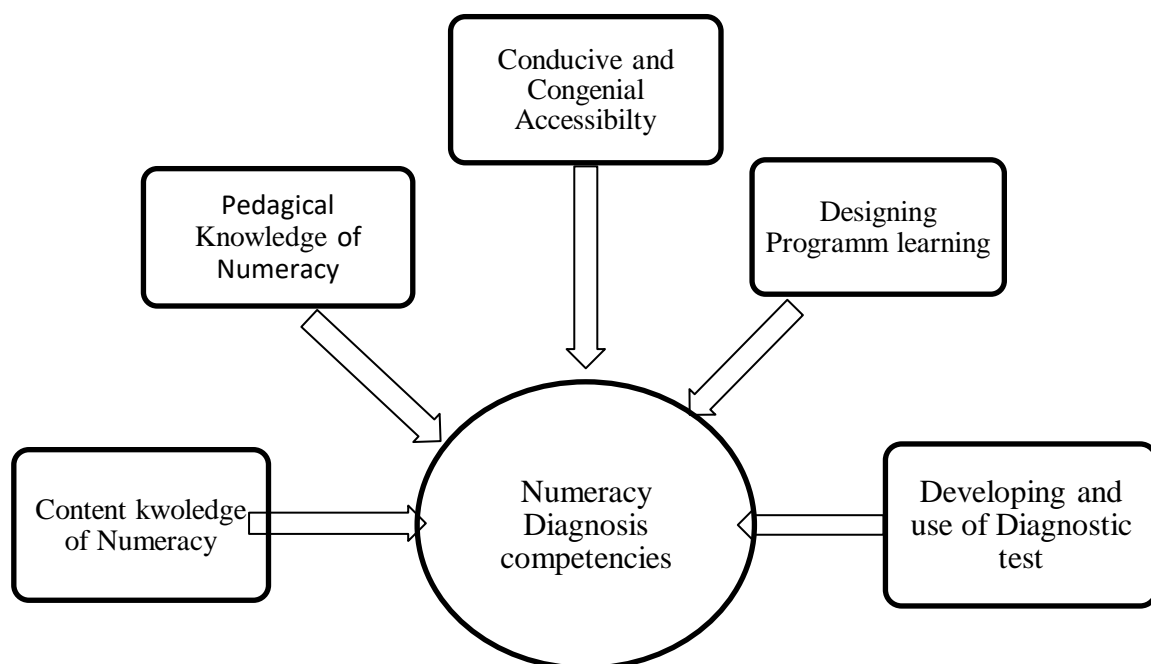 Conducive and
Congenial
Accessibilty
Pedagical
Knowledge of
Numeracy
Designing
Programm learning
Content kwoledge
of Numeracy
Numeracy
Diagnosis
competencies
Developing and
use of Diagnostic
test